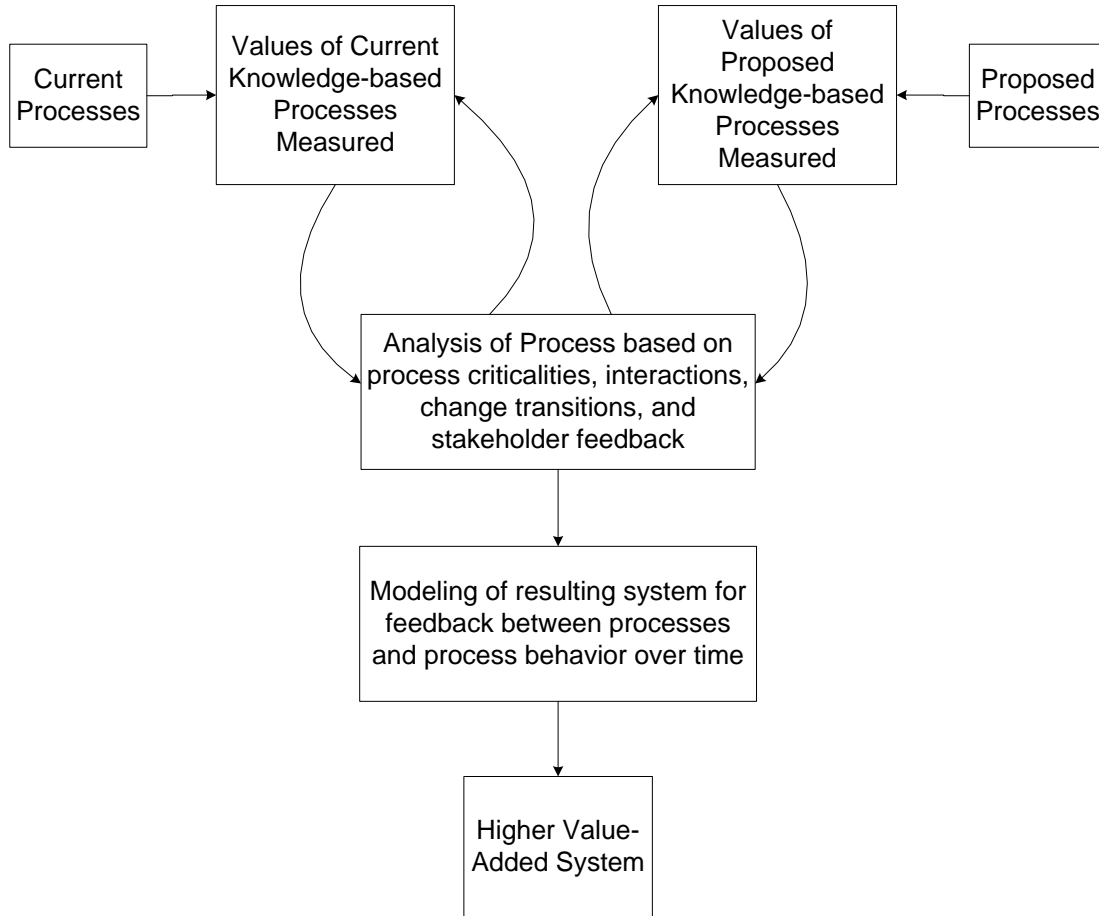 Current
Processes
Values of Current
Knowledge-based
Processes
Measured
Values of
Proposed
Knowledge-based
Processes
Measured
Proposed
Processes
Analysis of Process based on
process criticalities, interactions,
change transitions, and
stakeholder feedback
Modeling of resulting system for
feedback between processes
and process behavior over time
Higher Value-
Added System